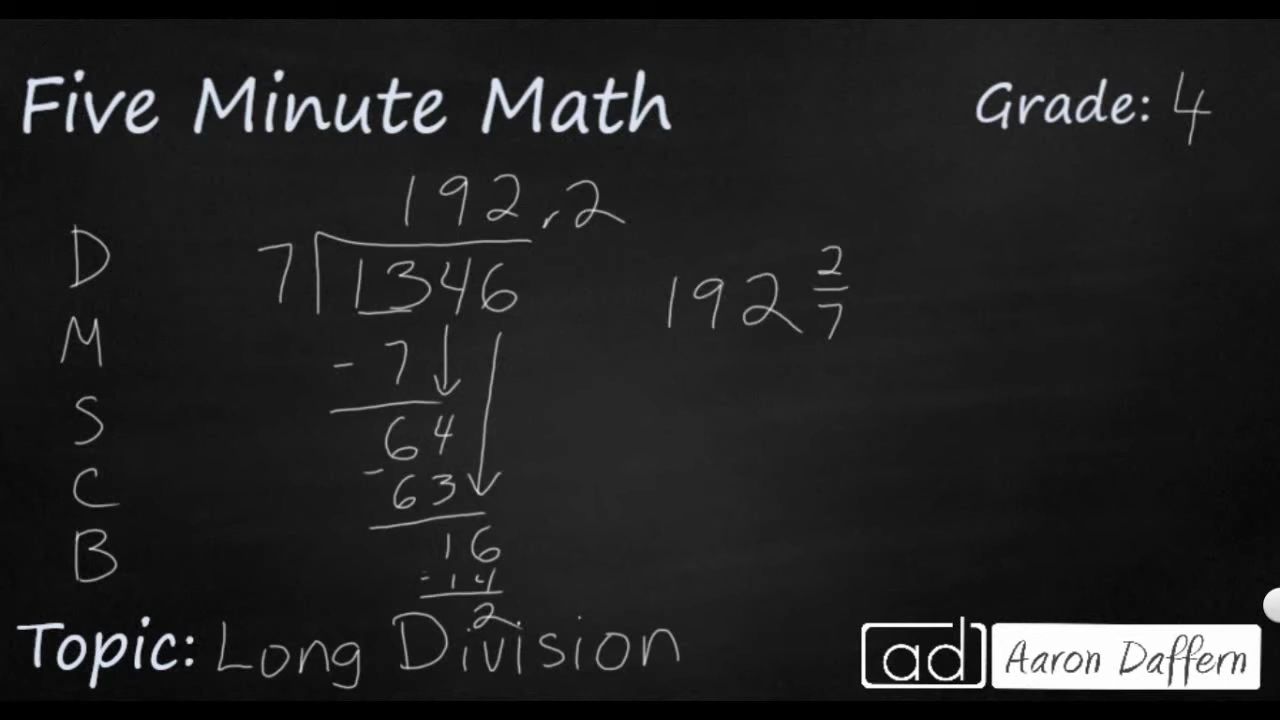 Five Minute Math
Grade: 4
192.2
7 1346
192 2/7
D
M
S
C
B
- 7
64
- 63
16
- 14
2
Topic: Long Division
ad Aaron Daffern